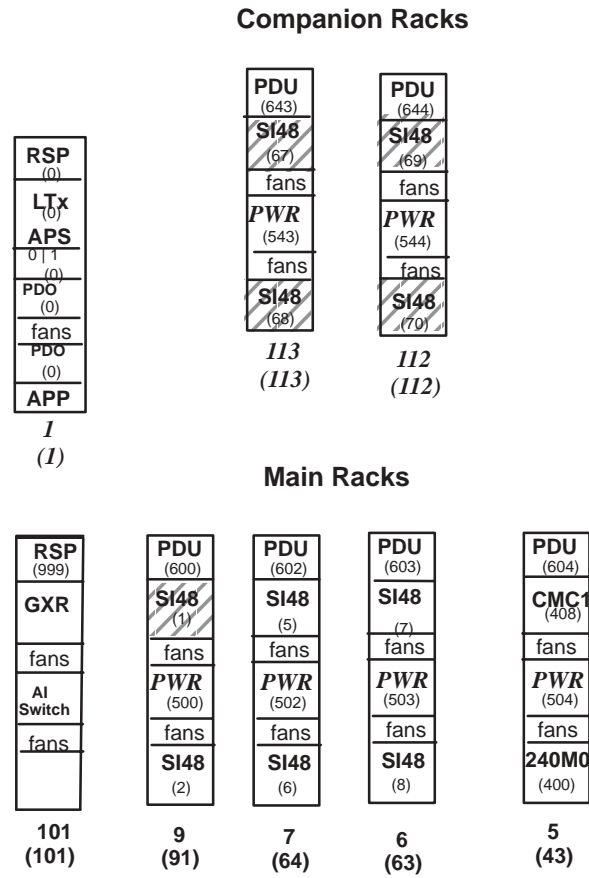 Companion Racks
RSP
(0)
LTx
(0)
APS
0 | 1
(0)
PDO
(0)
fans
PDO
(0)
APP
1
(1)
PDU
(643)
SI48
(67)
fans
PWR
(543)
fans
SI48
(68)
113
(113)
PDU
(644)
SI48
(69)
fans
PWR
(544)
fans
SI48
(70)
112
(112)
Main Racks
RSP
(999)
GXR
fans
AI
Switch
fans
101
(101)
PDU
(600)
SI48
(1)
fans
PWR
(500)
fans
SI48
(2)
9
(91)
PDU
(602)
SI48
(5)
fans
PWR
(502)
fans
SI48
(6)
7
(64)
PDU
(603)
SI48
(7)
fans
PWR
(503)
fans
SI48
(8)
6
(63)
PDU
(604)
CMC1
(408)
fans
PWR
(504)
fans
240M0
(400)
5
(43)